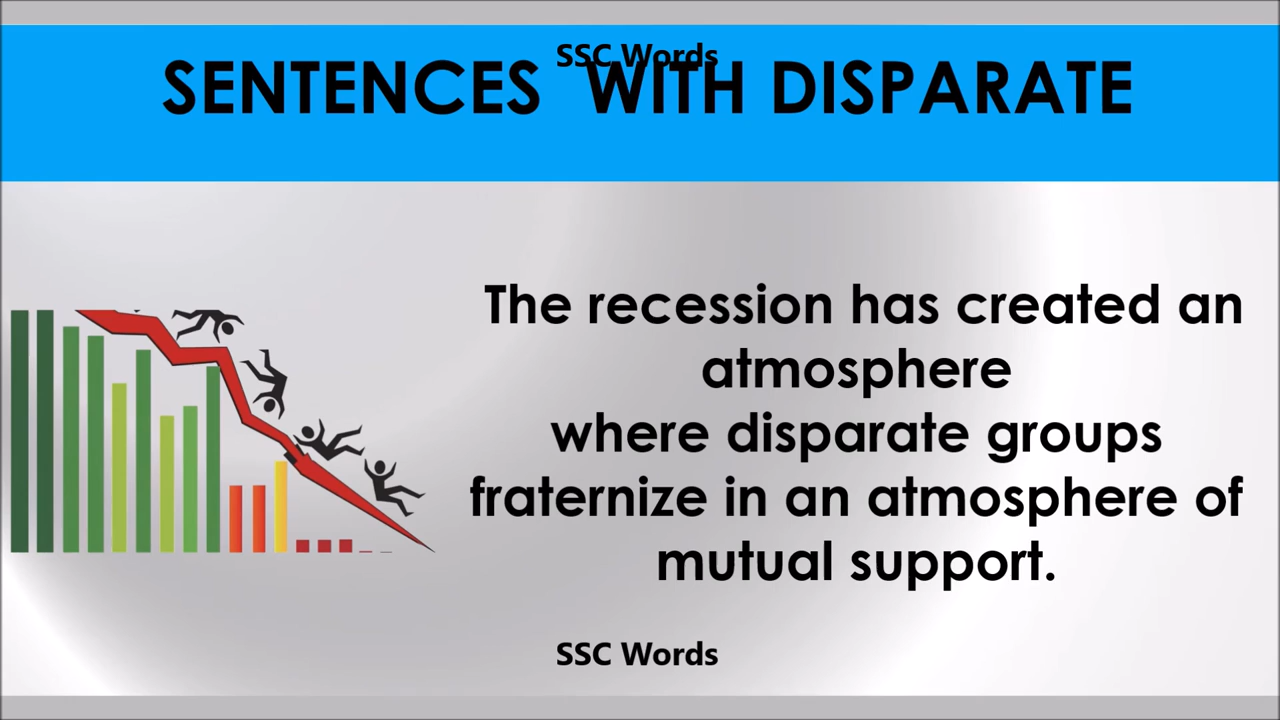 SSC Words
SENTENCES WITH DISPARATE
The recession has created an
atmosphere
where disparate groups
fraternize in an atmosphere of
mutual support.
SSC Words